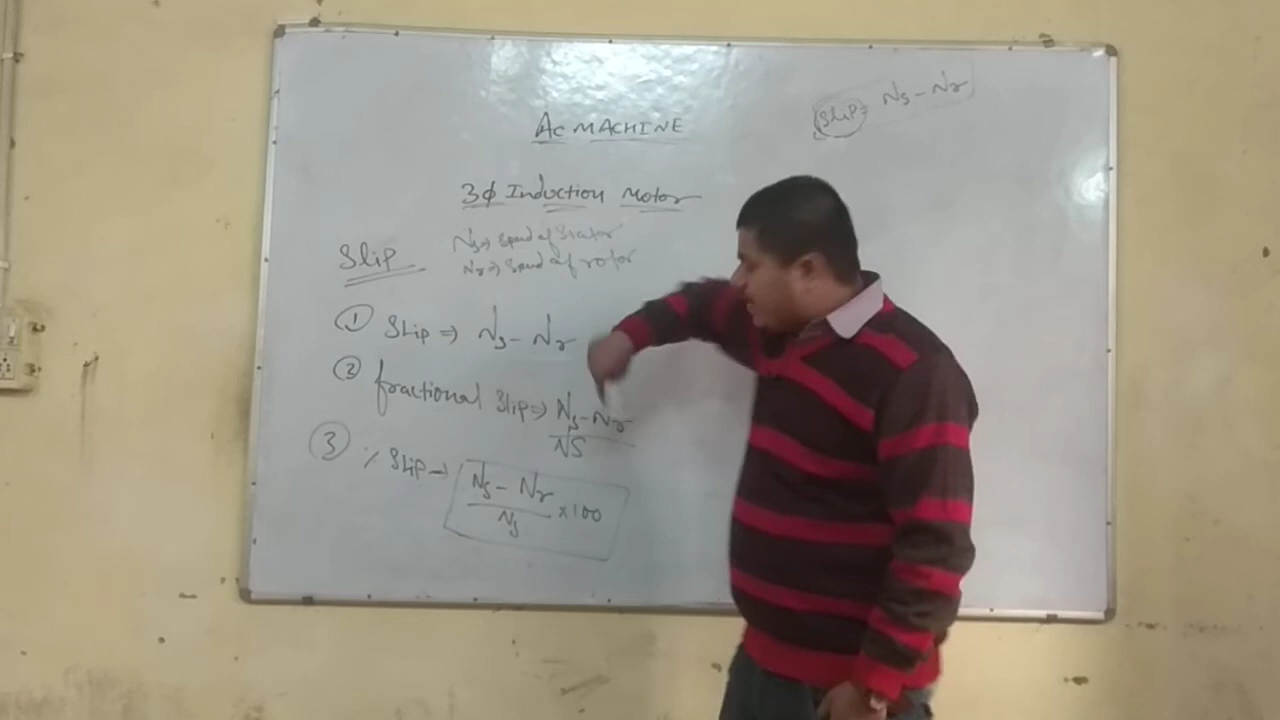 Slip = Ns - Nr
AC MACHINE
3φ Induction Motor
Slip
Ns => Speed of Stator
Nr => Speed of rotor
① Slip => Ns - Nr
② fractional Slip => Ns - Nr / NS
③ % Slip => Ns - Nr / Ns × 100